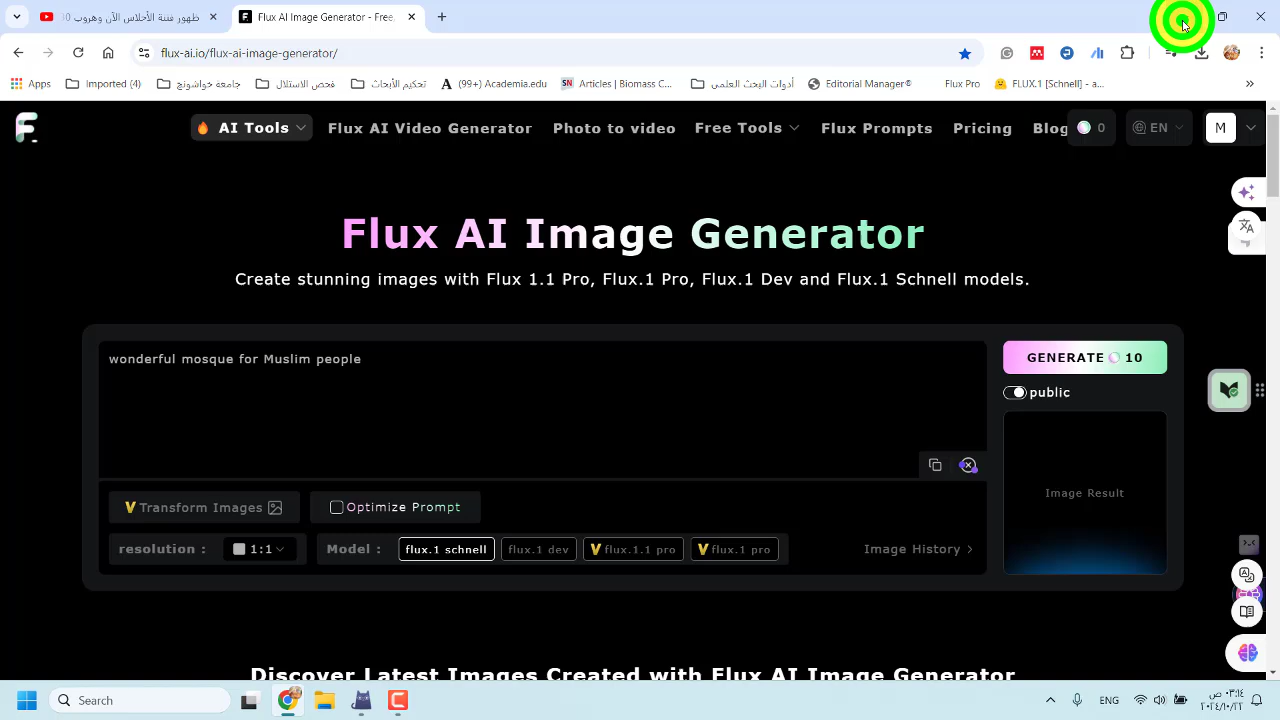 ظهور فتنة الأحلاس الآن وهروب 10
Flux AI Image Generator - Free
flux-ai.io/flux-ai-image-generator/
Apps
Imported (4)
جامعه حواشونج
فحص الاستلال
تحكيم الأبحاث
(99+) Academia.edu
Articles | Biomass C...
أدوات البحث العلمي
Editorial Manager®
Flux Pro
FLUX.1 [Schnell] - a...
AI Tools
Flux AI Video Generator
Photo to video
Free Tools
Flux Prompts
Pricing
Blog
0
EN
M
Flux AI Image Generator
Create stunning images with Flux 1.1 Pro, Flux.1 Pro, Flux.1 Dev and Flux.1 Schnell models.
wonderful mosque for Muslim people
GENERATE 10
public
Image Result
Transform Images
Optimize Prompt
resolution :
1:1
Model :
flux.1 schnell
flux.1 dev
flux.1.1 pro
flux.1 pro
Image History
Discover Latest Images Created with Flux AI Image Generator
Search
ENG